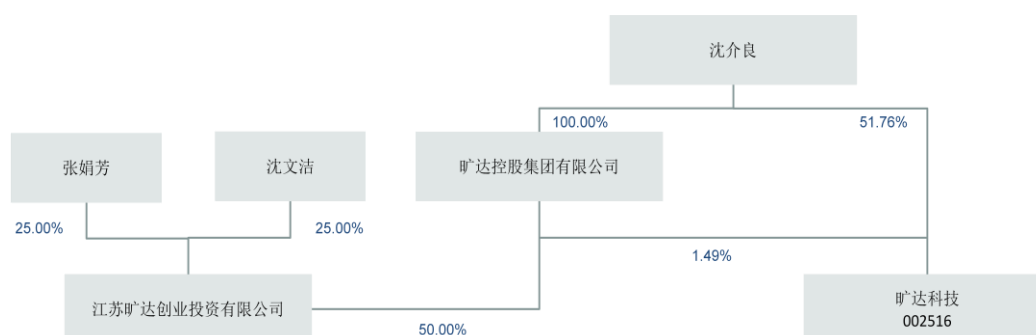 沈介良
100.00%
51.76%
张娟芳
沈文洁
旷达控股集团有限公司
25.00%
25.00%
1.49%
江苏旷达创业投资有限公司
旷达科技
002516
50.00%